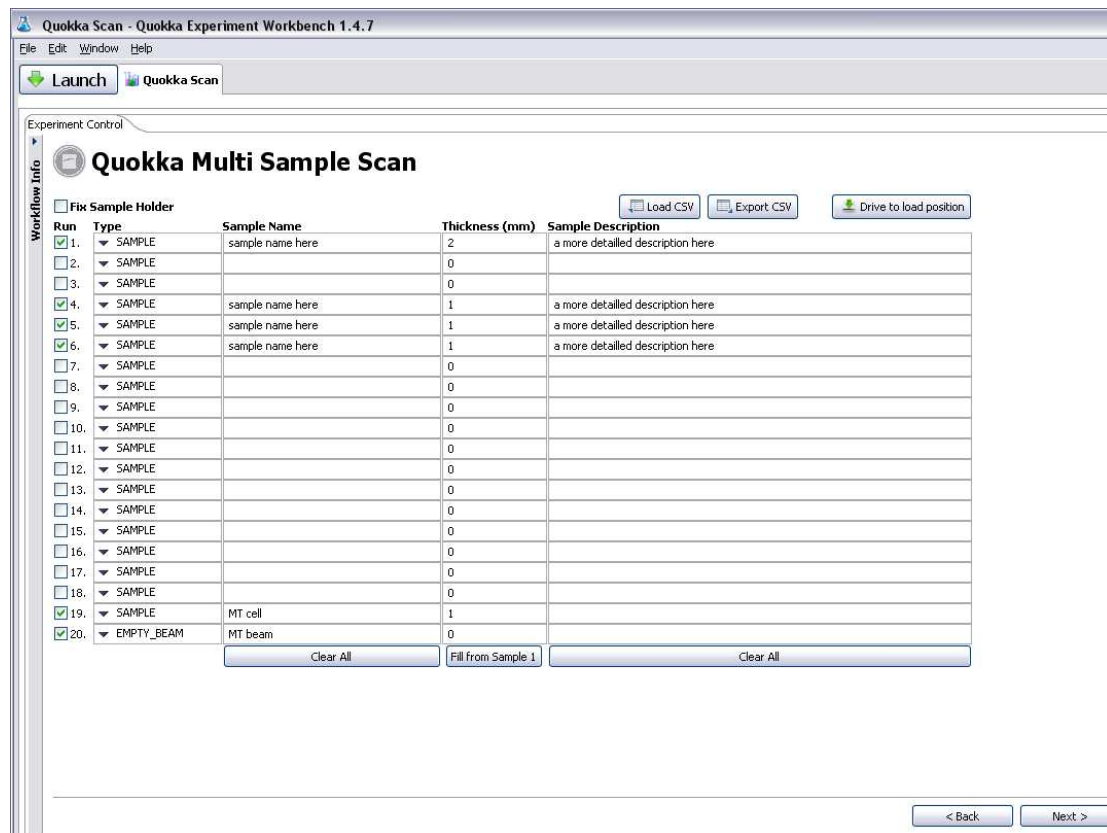 Quokka Scan - Quokka Experiment Workbench 1.4.7
File Edit Window Help
Launch Quokka Scan
Experiment Control
Workflow Info
Quokka Multi Sample Scan
Fix Sample Holder Load CSV Export CSV Drive to load position
Run Type Sample Name Thickness (mm) Sample Description
1. SAMPLE sample name here 2 a more detailled description here
2. SAMPLE 0
3. SAMPLE 0
4. SAMPLE sample name here 1 a more detailled description here
5. SAMPLE sample name here 1 a more detailled description here
6. SAMPLE sample name here 1 a more detailled description here
7. SAMPLE 0
8. SAMPLE 0
9. SAMPLE 0
10. SAMPLE 0
11. SAMPLE 0
12. SAMPLE 0
13. SAMPLE 0
14. SAMPLE 0
15. SAMPLE 0
16. SAMPLE 0
17. SAMPLE 0
18. SAMPLE 0
19. SAMPLE MT cell 1
20. EMPTY_BEAM MT beam 0
Clear All Fill from Sample 1 Clear All
< Back Next >